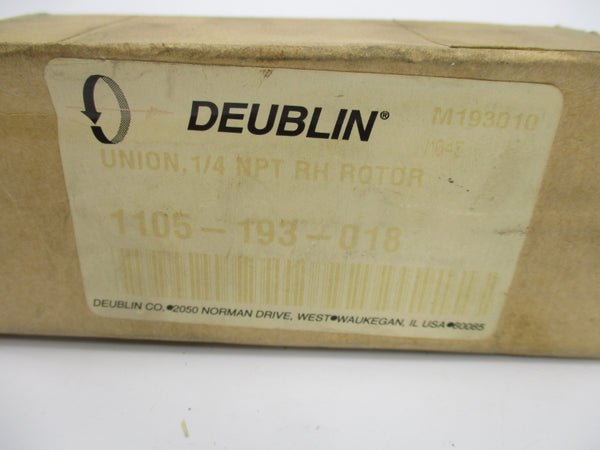 DEUBLIN®
M193010
UNION, 1/4 NPT RH ROTOR
1105-193-018
DEUBLIN CO.•2050 NORMAN DRIVE, WEST•WAUKEGAN, IL USA•60085